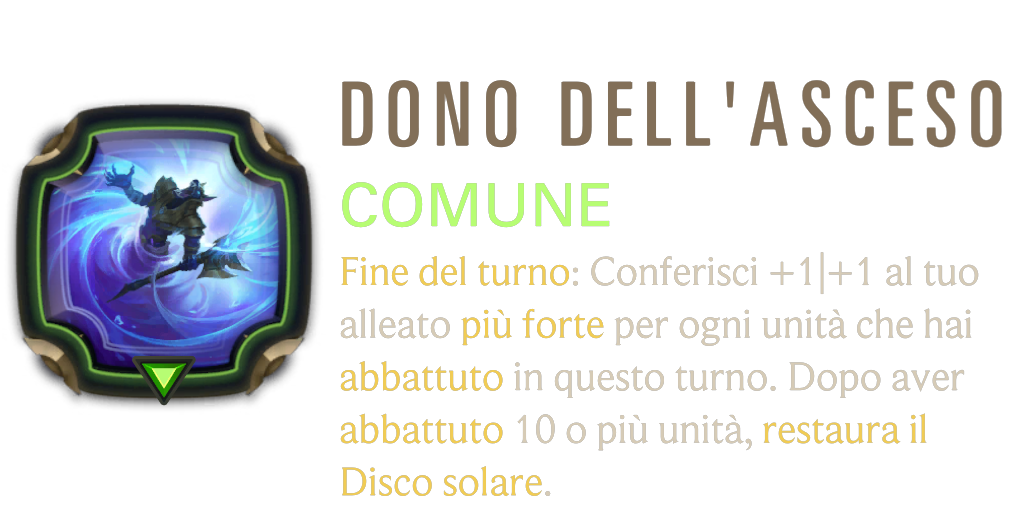 DONO DELL'ASCESO
COMUNE
Fine del turno: Conferisci +1|+1 al tuo
alleato più forte per ogni unità che hai
abbattuto in questo turno. Dopo aver
abbattuto 10 o più unità, restaura il
Disco solare.